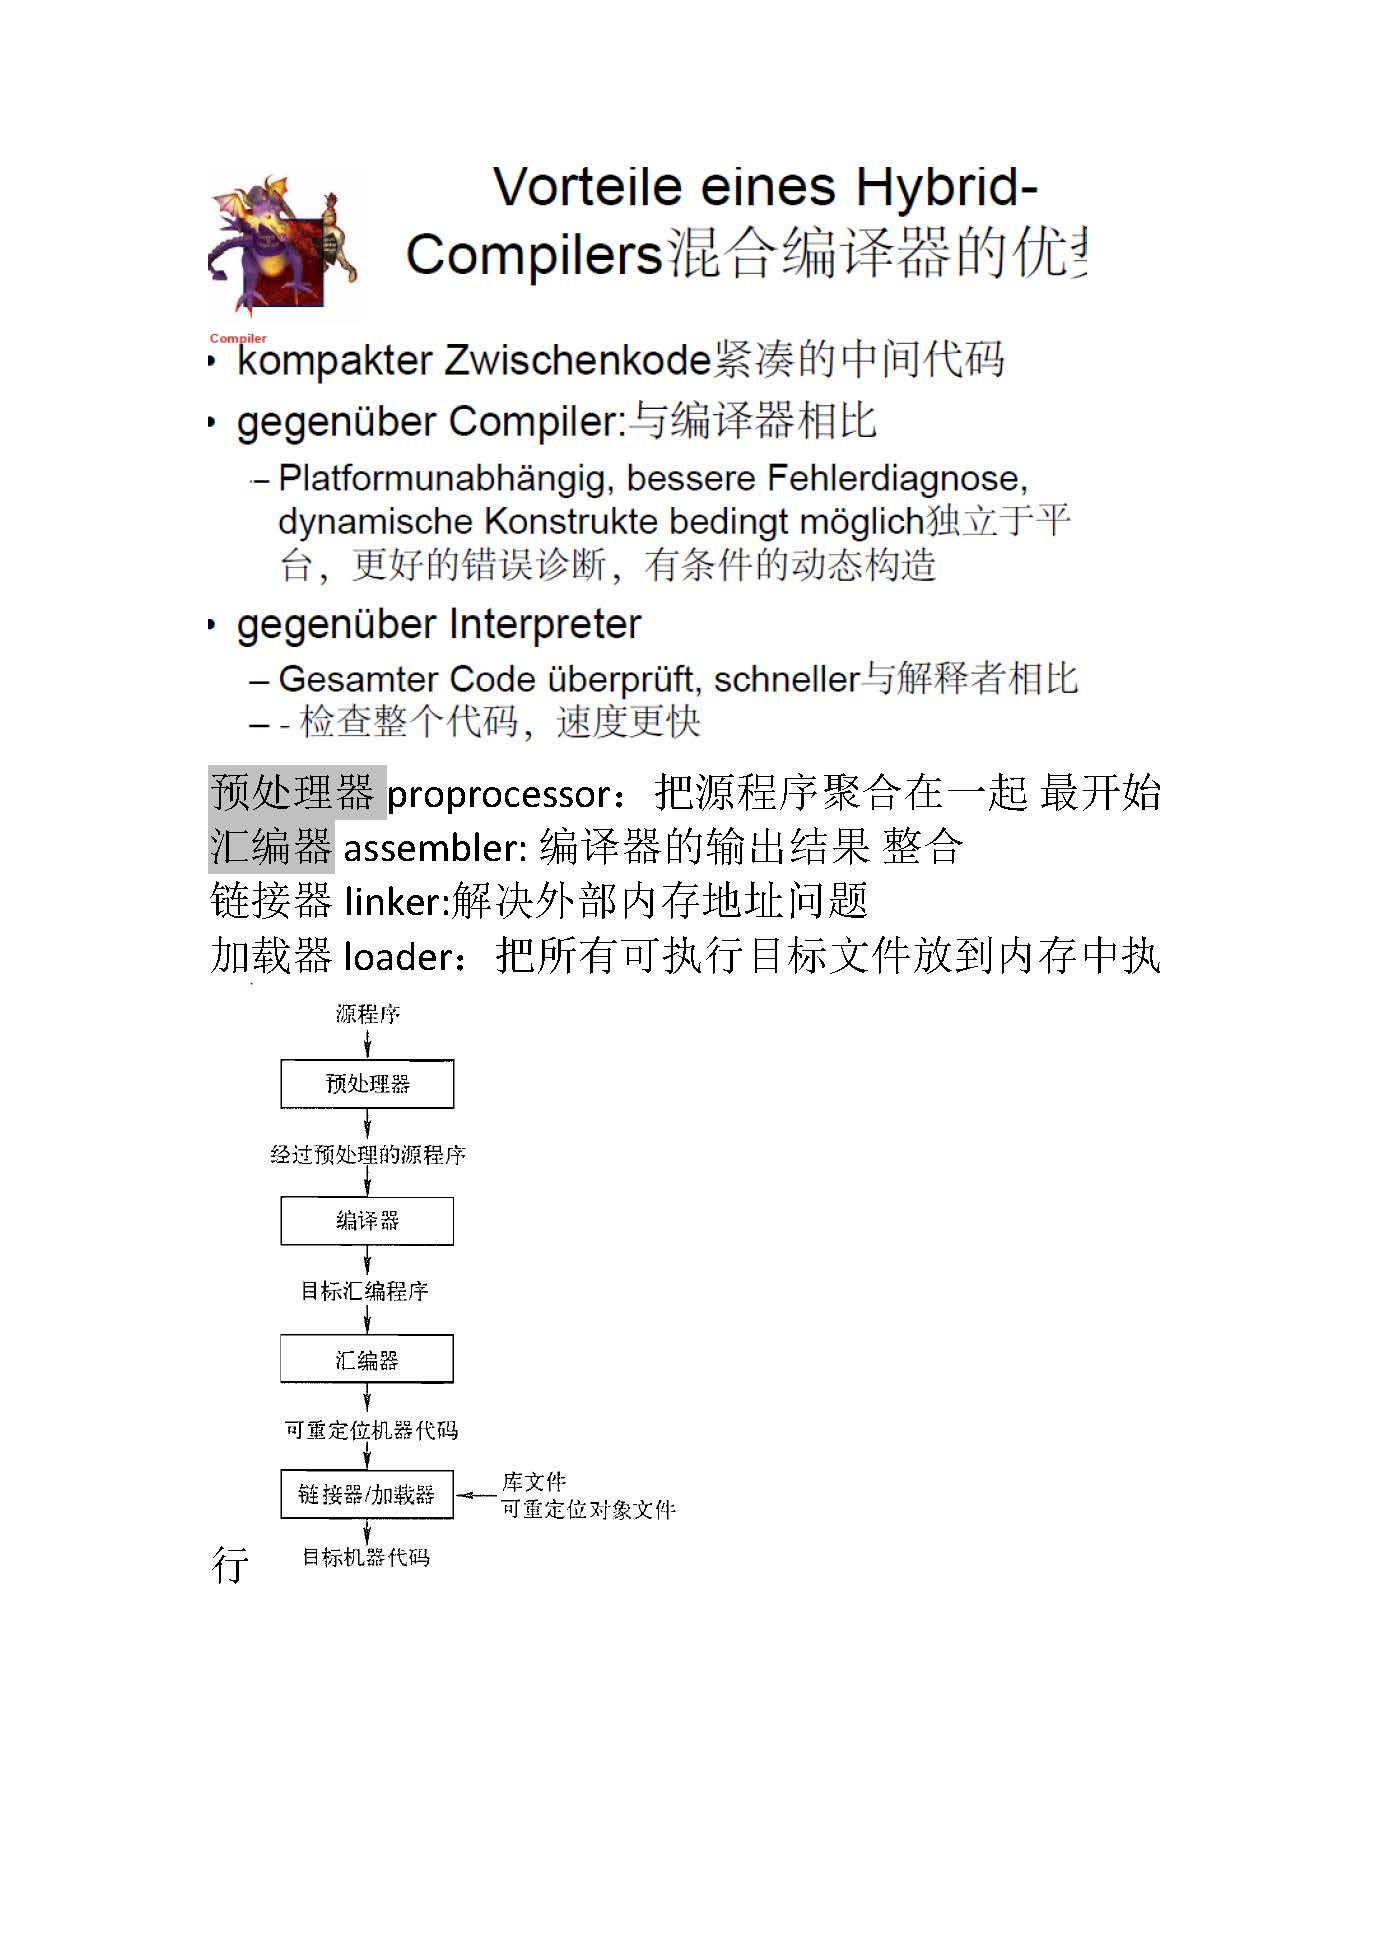 Vorteile eines Hybrid-
Compilers混合编译器的优势
Compiler
• kompakter Zwischenkode紧凑的中间代码
• gegenüber Compiler:与编译器相比
– Platformunabhängig, bessere Fehlerdiagnose,
dynamische Konstrukte bedingt möglich独立于平
台，更好的错误诊断，有条件的动态构造
• gegenüber Interpreter
– Gesamter Code überprüft, schneller与解释者相比
– - 检查整个代码，速度更快
预处理器 proprocessor：把源程序聚合在一起 最开始
汇编器 assembler: 编译器的输出结果 整合
链接器 linker:解决外部内存地址问题
加载器 loader：把所有可执行目标文件放到内存中执
源程序
预处理器
经过预处理的源程序
编译器
目标汇编程序
汇编器
可重定位机器代码
链接器/加载器
库文件
可重定位对象文件
目标机器代码
行